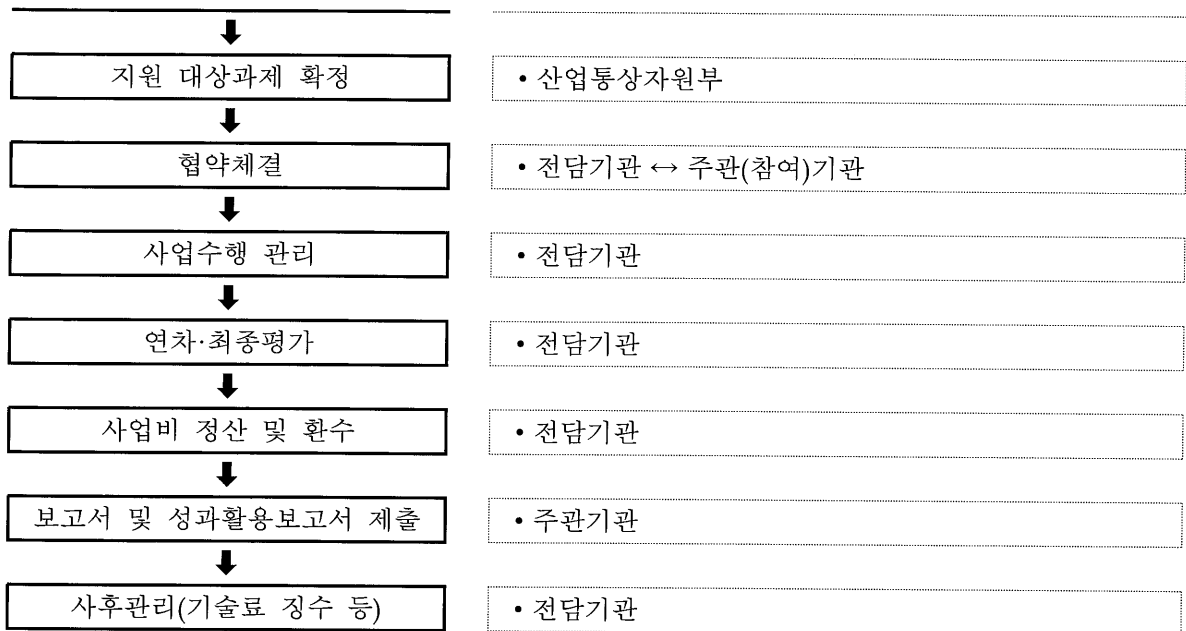 지원 대상과제 확정
• 산업통상자원부
협약체결
• 전담기관 ↔ 주관(참여)기관
사업수행 관리
• 전담기관
연차·최종평가
• 전담기관
사업비 정산 및 환수
• 전담기관
보고서 및 성과활용보고서 제출
• 주관기관
사후관리(기술료 징수 등)
• 전담기관